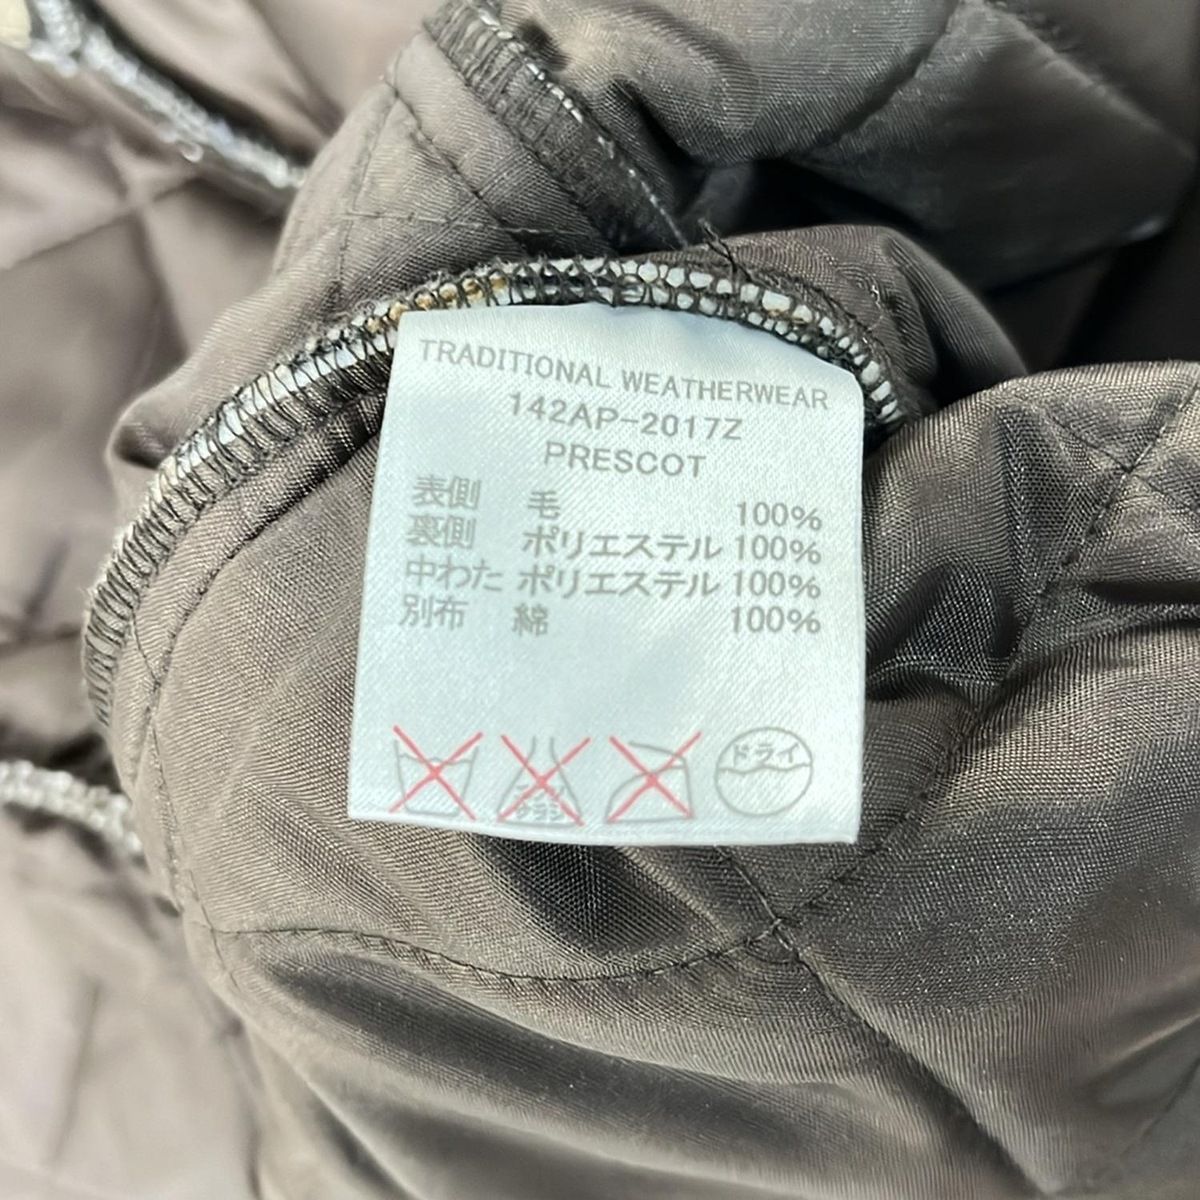 TRADITIONAL WEATHERWEAR
142AP-2017Z
PRESCOT
表側 毛 100%
裏側 ポリエステル 100%
中わた ポリエステル 100%
別布 綿 100%
ドライ